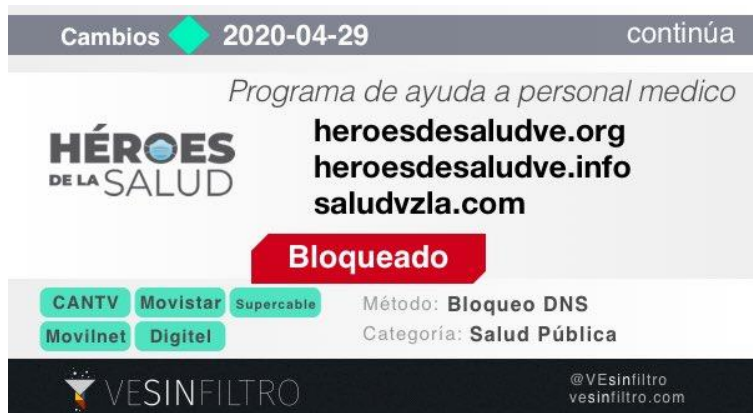 Cambios 2020-04-29 continúa
Programa de ayuda a personal medico
HÉROES
DE LA SALUD
heroesdesaludve.org
heroesdesaludve.info
saludvzla.com
Bloqueado
CANTV Movistar Supercable
Movilnet Digitel
Método: Bloqueo DNS
Categoría: Salud Pública
VESINFILTRO
@VEsinfiltro
vesinfiltro.com